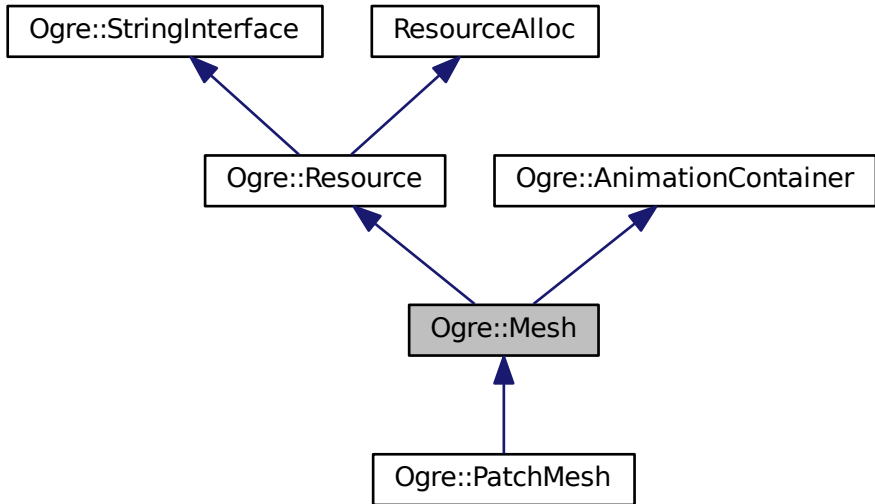 Ogre::StringInterface
ResourceAlloc
Ogre::Resource
Ogre::AnimationContainer
Ogre::Mesh
Ogre::PatchMesh